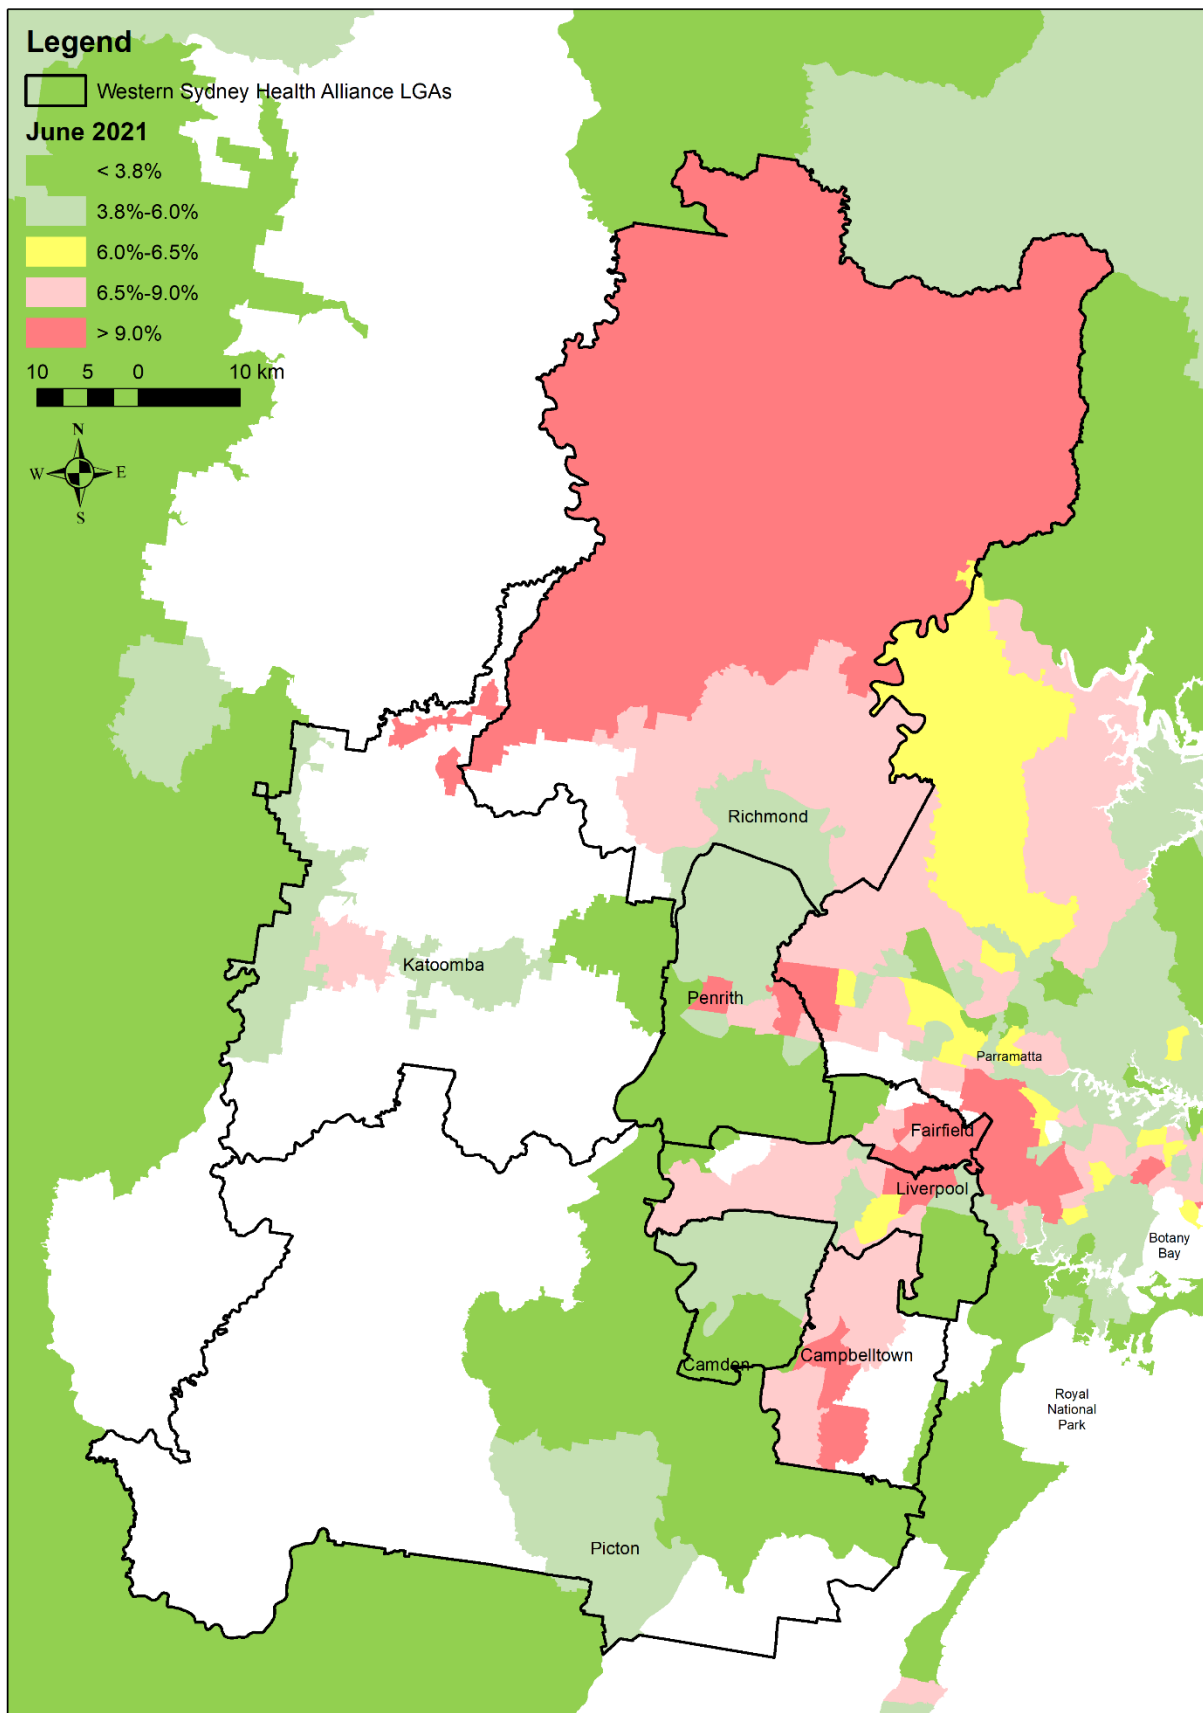 Legend
Western Sydney Health Alliance LGAs
June 2021
< 3.8%
3.8%-6.0%
6.0%-6.5%
6.5%-9.0%
> 9.0%
10 5 0 10 km
N
W E
S
Richmond
Katoomba
Penrith
Parramatta
Fairfield
Liverpool
Botany
Bay
Camden
Campbelltown
Royal
National
Park
Picton